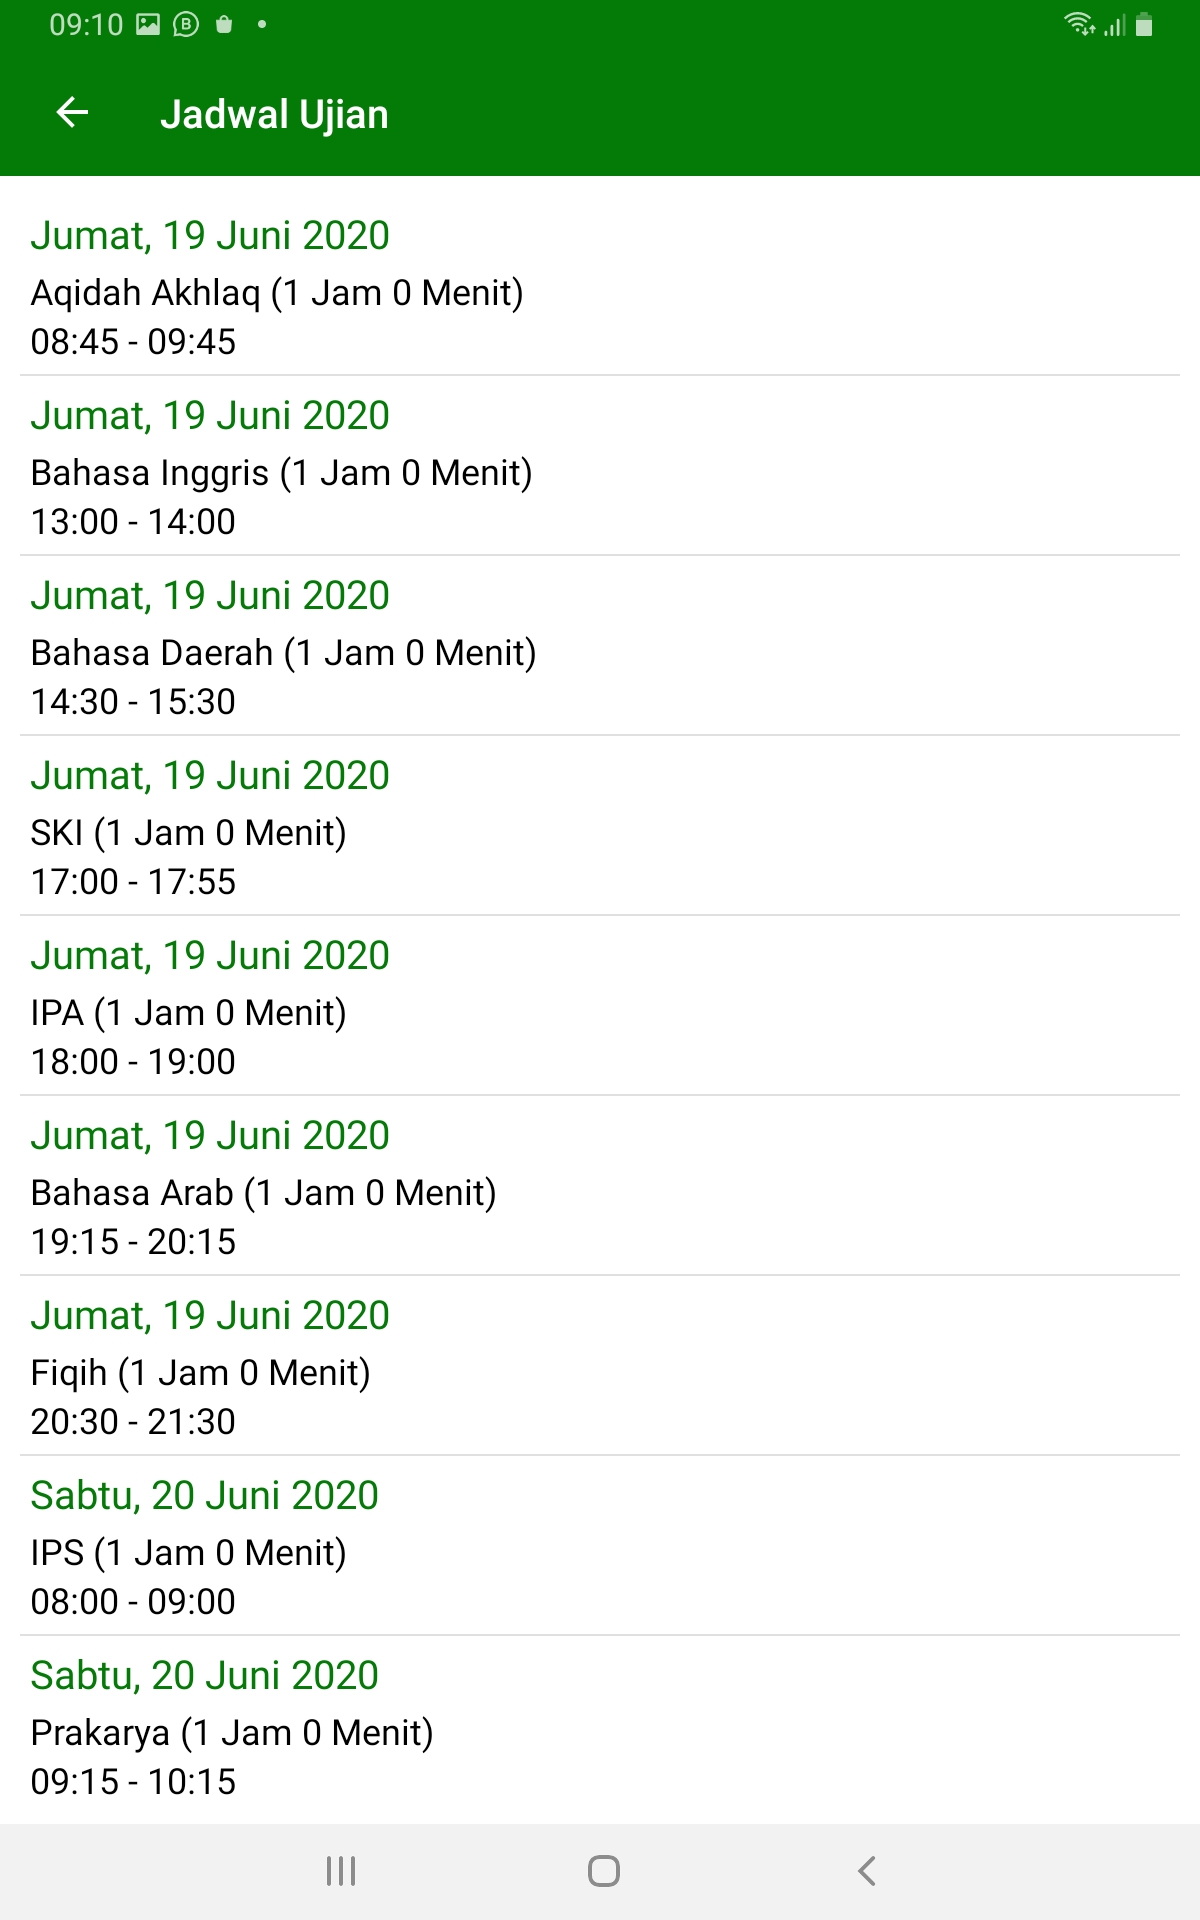 09:10
Jadwal Ujian
Jumat, 19 Juni 2020
Aqidah Akhlaq (1 Jam 0 Menit)
08:45 - 09:45
Jumat, 19 Juni 2020
Bahasa Inggris (1 Jam 0 Menit)
13:00 - 14:00
Jumat, 19 Juni 2020
Bahasa Daerah (1 Jam 0 Menit)
14:30 - 15:30
Jumat, 19 Juni 2020
SKI (1 Jam 0 Menit)
17:00 - 17:55
Jumat, 19 Juni 2020
IPA (1 Jam 0 Menit)
18:00 - 19:00
Jumat, 19 Juni 2020
Bahasa Arab (1 Jam 0 Menit)
19:15 - 20:15
Jumat, 19 Juni 2020
Fiqih (1 Jam 0 Menit)
20:30 - 21:30
Sabtu, 20 Juni 2020
IPS (1 Jam 0 Menit)
08:00 - 09:00
Sabtu, 20 Juni 2020
Prakarya (1 Jam 0 Menit)
09:15 - 10:15